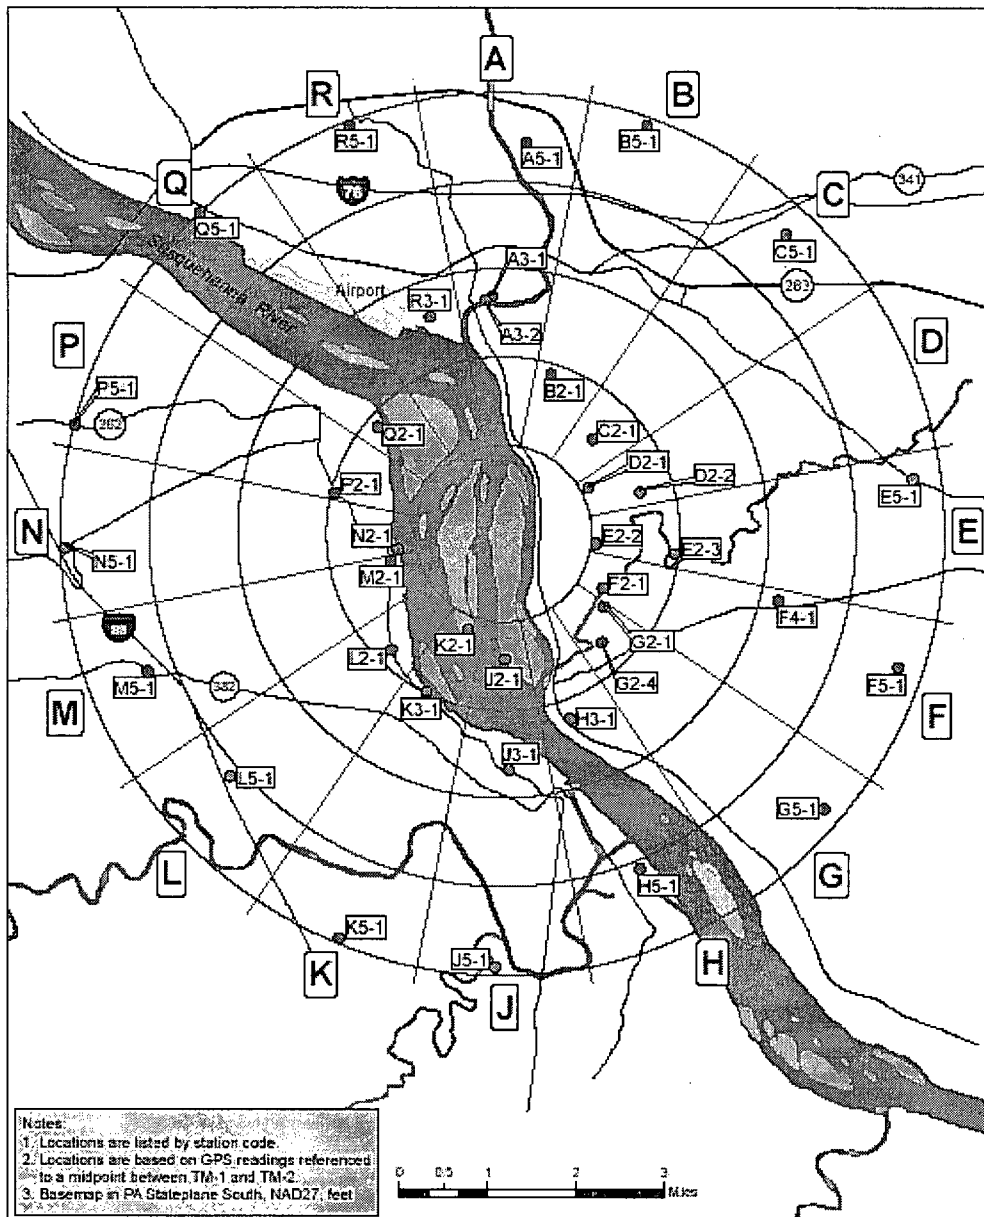 A
R
B
R5-1
A5-1
B5-1
Q
76
341
C
Q5-1
C5-1
Susquehanna River
A3-1
283
Airport
R3-1
A3-2
D
P
P5-1
B2-1
262
Q2-1
C2-1
D2-1
D2-2
P2-1
E5-1
N
N2-1
E2-2
E2-3
E
N5-1
M2-1
F2-1
F4-1
K2-1
G2-1
L2-1
J2-1
M5-1
382
G2-4
F5-1
M
K3-1
H3-1
F
J3-1
L5-1
G5-1
L
H5-1
G
K5-1
J5-1
K
J
H
Notes:
1. Locations are listed by station code.
2. Locations are based on GPS readings referenced
to a midpoint between TM-1 and TM-2.
3. Basemap in PA Stateplane South, NAD27, feet
0 0.5 1 2 3
Miles